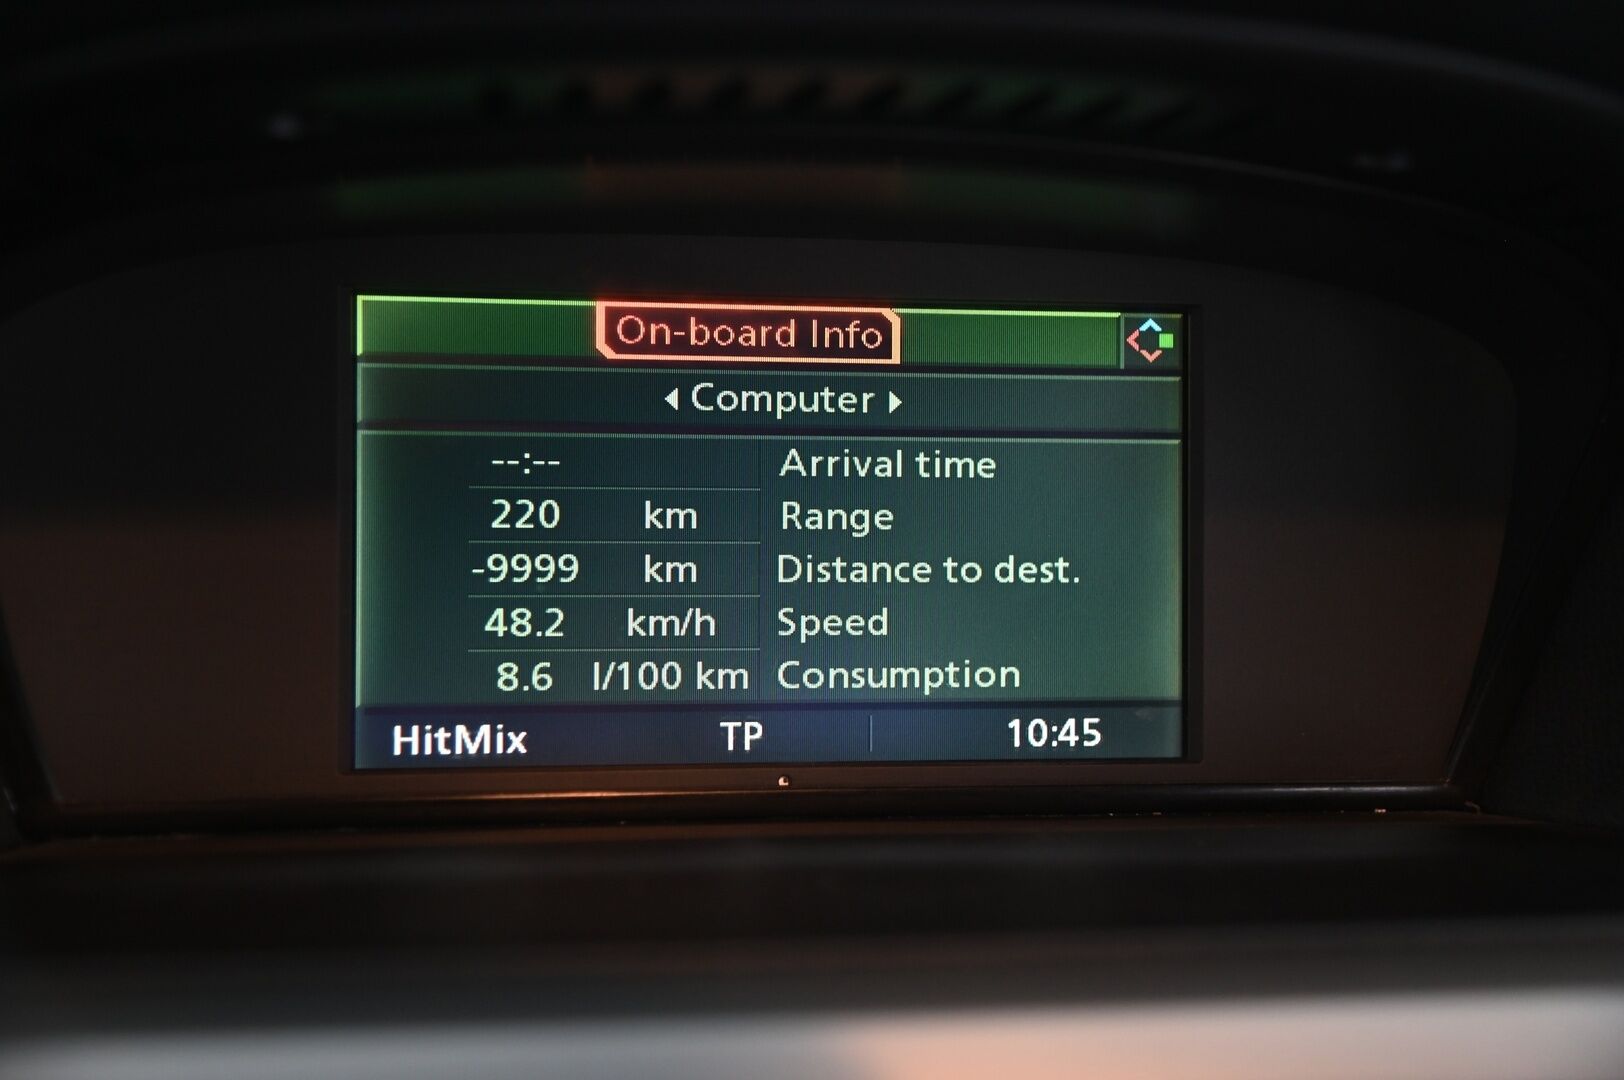 On-board Info
Computer
--:-- Arrival time
220 km Range
-9999 km Distance to dest.
48.2 km/h Speed
8.6 l/100 km Consumption
HitMix TP 10:45